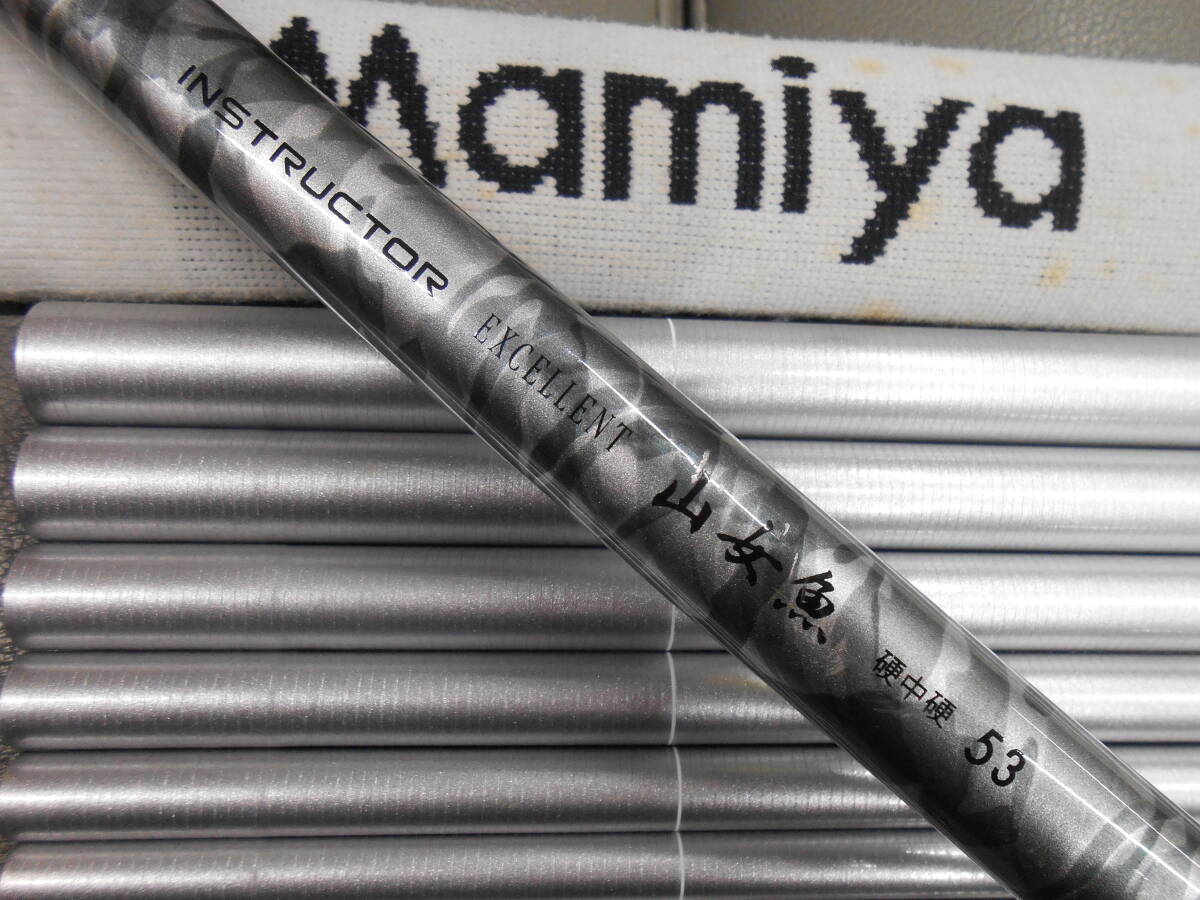 Mamiya
INSTRUCTOR EXCELLENT 山女魚 硬中硬 53